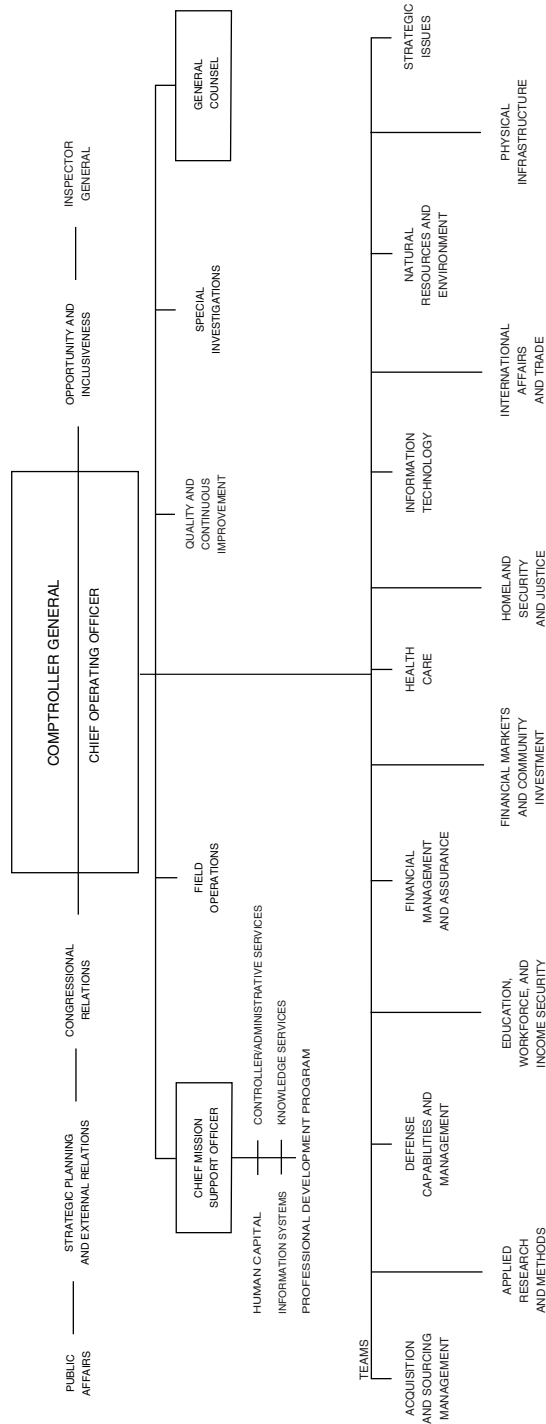 COMPTROLLER GENERAL
CHIEF OPERATING OFFICER
PUBLIC
AFFAIRS
STRATEGIC PLANNING
AND EXTERNAL RELATIONS
CONGRESSIONAL
RELATIONS
OPPORTUNITY AND
INCLUSIVENESS
INSPECTOR
GENERAL
CHIEF MISSION
SUPPORT OFFICER
FIELD
OPERATIONS
QUALITY AND
CONTINUOUS
IMPROVEMENT
SPECIAL
INVESTIGATIONS
GENERAL
COUNSEL
HUMAN CAPITAL
CONTROLLER/ADMINISTRATIVE SERVICES
INFORMATION SYSTEMS
KNOWLEDGE SERVICES
PROFESSIONAL DEVELOPMENT PROGRAM
TEAMS
ACQUISITION
AND SOURCING
MANAGEMENT
DEFENSE
CAPABILITIES AND
MANAGEMENT
FINANCIAL
MANAGEMENT
AND ASSURANCE
HEALTH
CARE
INFORMATION
TECHNOLOGY
NATURAL
RESOURCES AND
ENVIRONMENT
STRATEGIC
ISSUES
APPLIED
RESEARCH
AND METHODS
EDUCATION,
WORKFORCE, AND
INCOME SECURITY
FINANCIAL MARKETS
AND COMMUNITY
INVESTMENT
HOMELAND
SECURITY
AND JUSTICE
INTERNATIONAL
AFFAIRS
AND TRADE
PHYSICAL
INFRASTRUCTURE